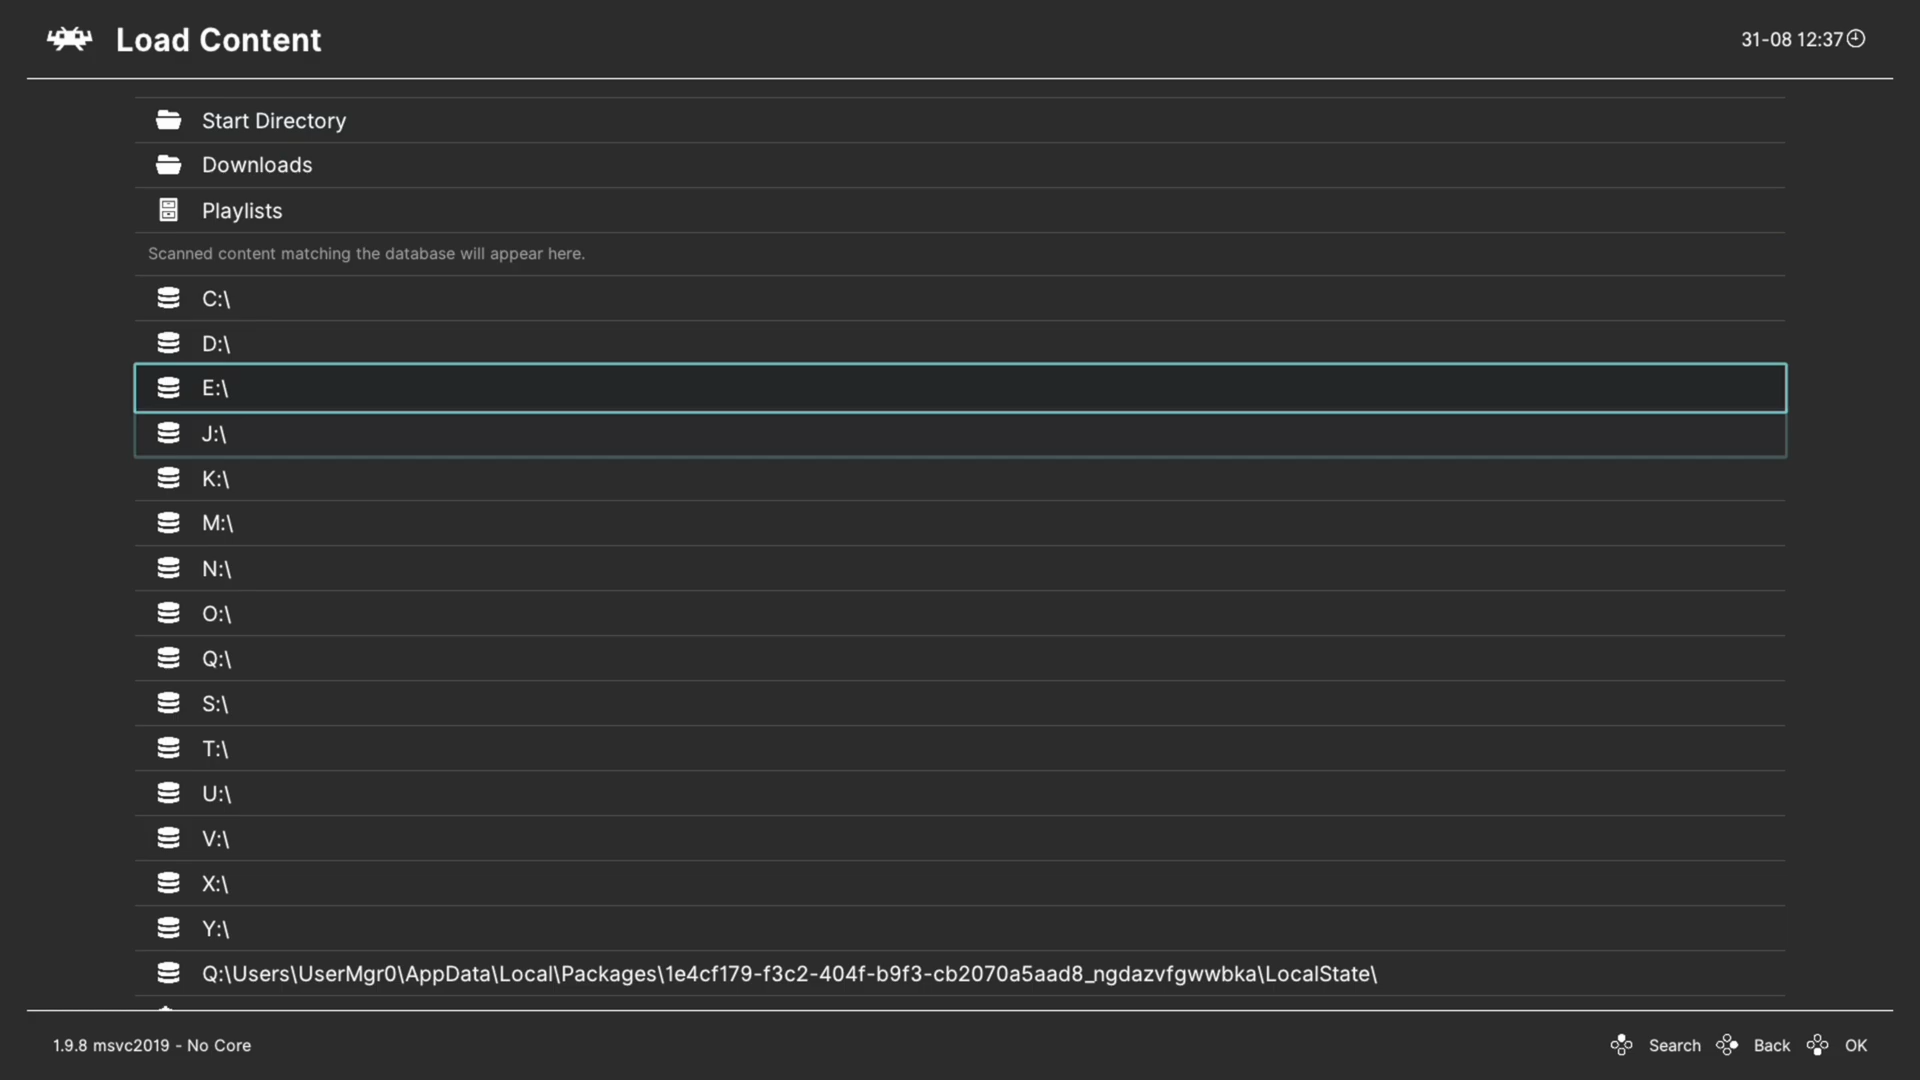 Load Content
31-08 12:37
Start Directory
Downloads
Playlists
Scanned content matching the database will appear here.
C:\
D:\
E:\
J:\
K:\
M:\
N:\
O:\
Q:\
S:\
T:\
U:\
V:\
X:\
Y:\
Q:\Users\UserMgr0\AppData\Local\Packages\1e4cf179-f3c2-404f-b9f3-cb2070a5aad8_ngdazvfgwwbka\LocalState\
1.9.8 msvc2019 - No Core
Search Back OK